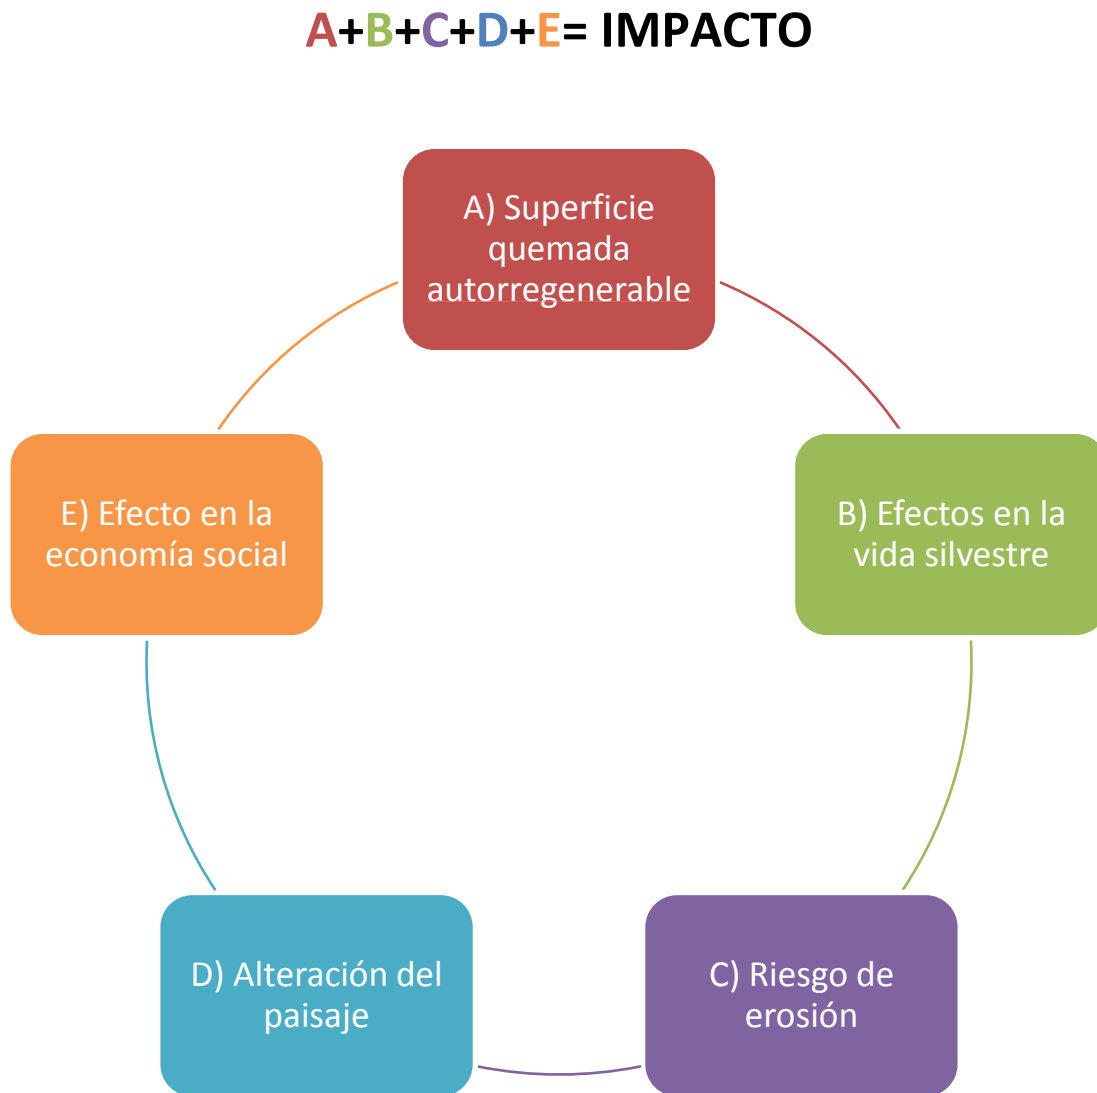 A+B+C+D+E= IMPACTO
A) Superficie
quemada
autorregenerable
B) Efectos en la
vida silvestre
C) Riesgo de
erosión
D) Alteración del
paisaje
E) Efecto en la
economía social